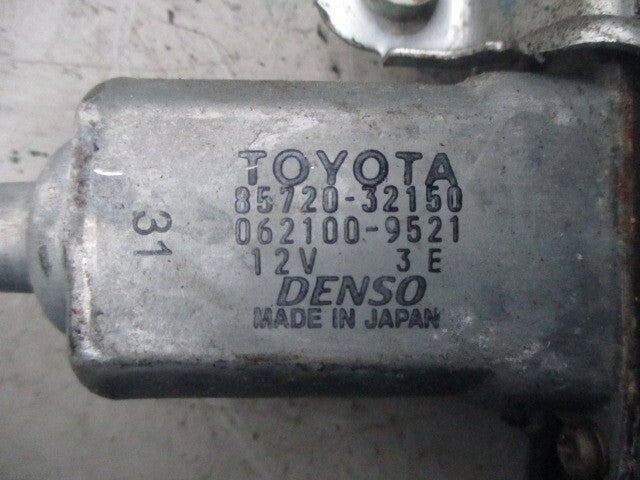 TOYOTA
85720-32150
062100-9521
12V 3E
DENSO
MADE IN JAPAN
31